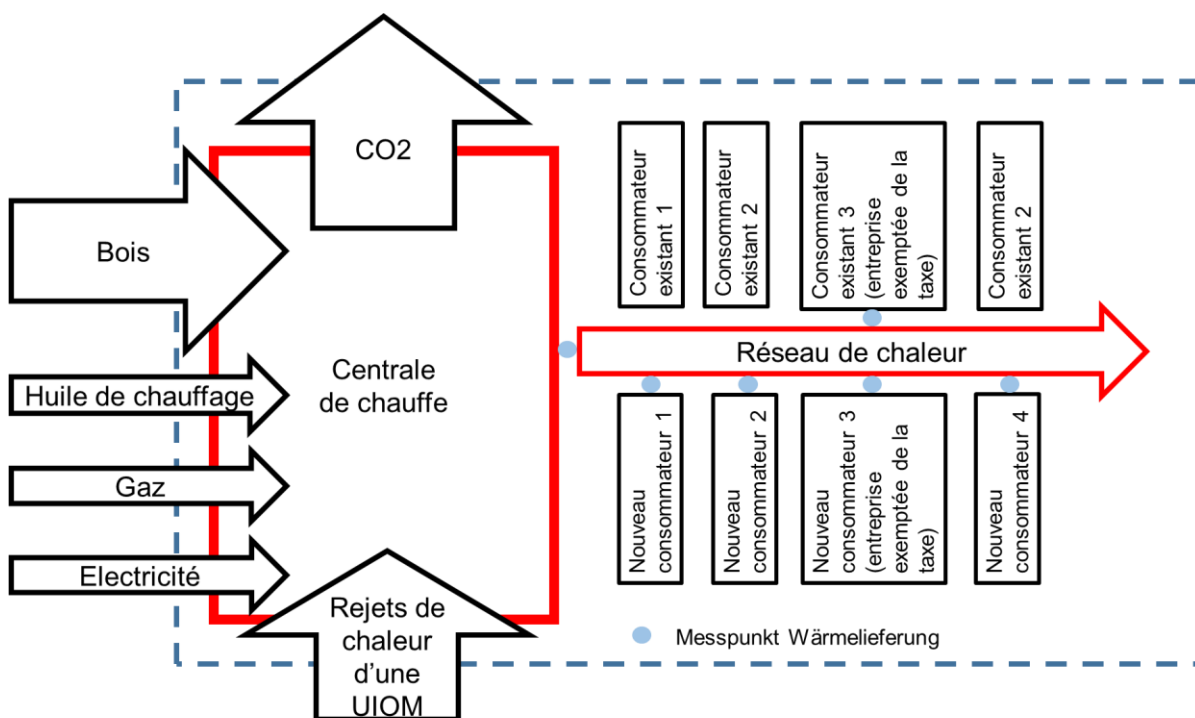 CO2
Bois
Huile de chauffage
Gaz
Electricité
Centrale
de chauffe
Rejets de
chaleur
d'une
UIOM
Consommateur
existant 1
Consommateur
existant 2
Consommateur
existant 3
(entreprise
exemptée de la
taxe)
Consommateur
existant 2
Réseau de chaleur
Nouveau
consommateur 1
Nouveau
consommateur 2
Nouveau
consommateur 3
(entreprise
exemptée de la
taxe)
Nouveau
consommateur 4
Messpunkt Wärmelieferung